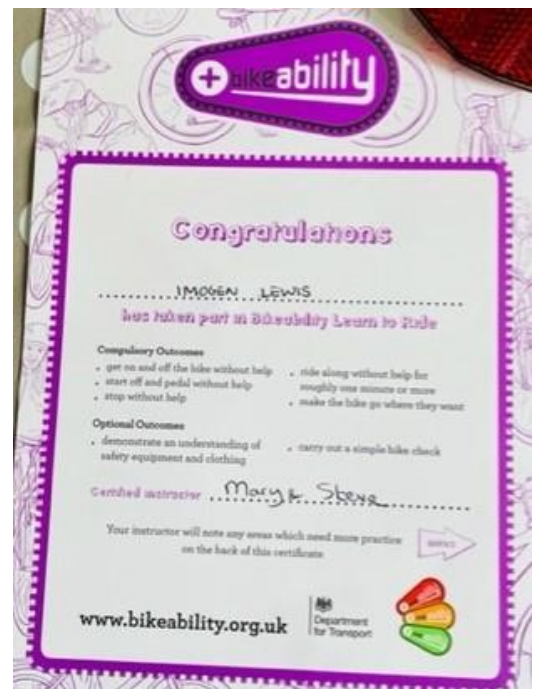 bikeability
Congratulations
IMOGEN LEWIS
has taken part in Bikeability Learn to Ride
Compulsory Outcomes
• get on and off the bike without help
• start off and pedal without help
• stop without help
• ride along without help for
roughly one minute or more
• make the bike go where they want
Optional Outcomes
• demonstrate an understanding of
safety equipment and clothing
• carry out a simple bike check
Certified instructor Mary & Steve
Your instructor will note any areas which need more practice
on the back of this certificate
www.bikeability.org.uk
Department
for Transport